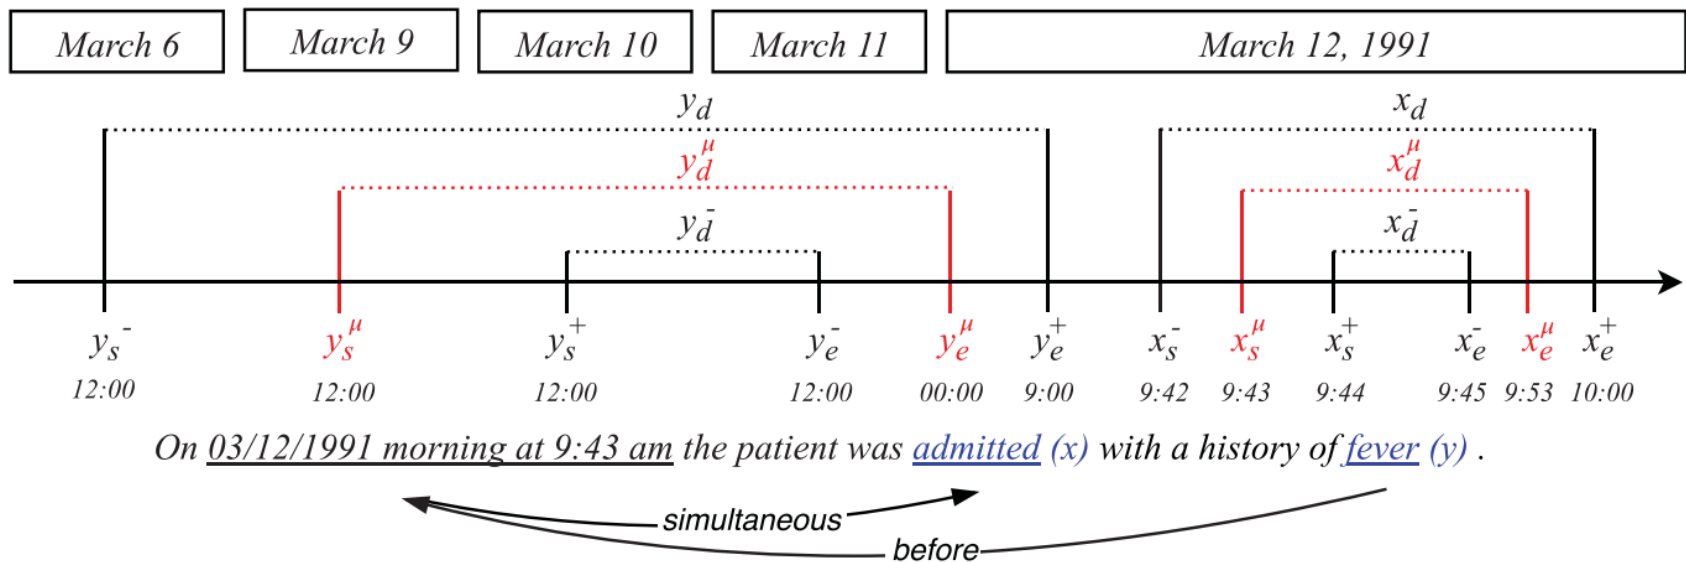 March 6 March 9 March 10 March 11 March 12, 1991
y_d x_d
y_d^μ x_d^μ
y_d^- x_d^-
y_s^- y_s^μ y_s^+ y_e^- y_e^μ y_e^+ x_s^- x_s^μ x_s^+ x_e^- x_e^μ x_e^+
12:00 12:00 12:00 12:00 00:00 9:00 9:42 9:43 9:44 9:45 9:53 10:00
On 03/12/1991 morning at 9:43 am the patient was admitted (x) with a history of fever (y) .
simultaneous
before